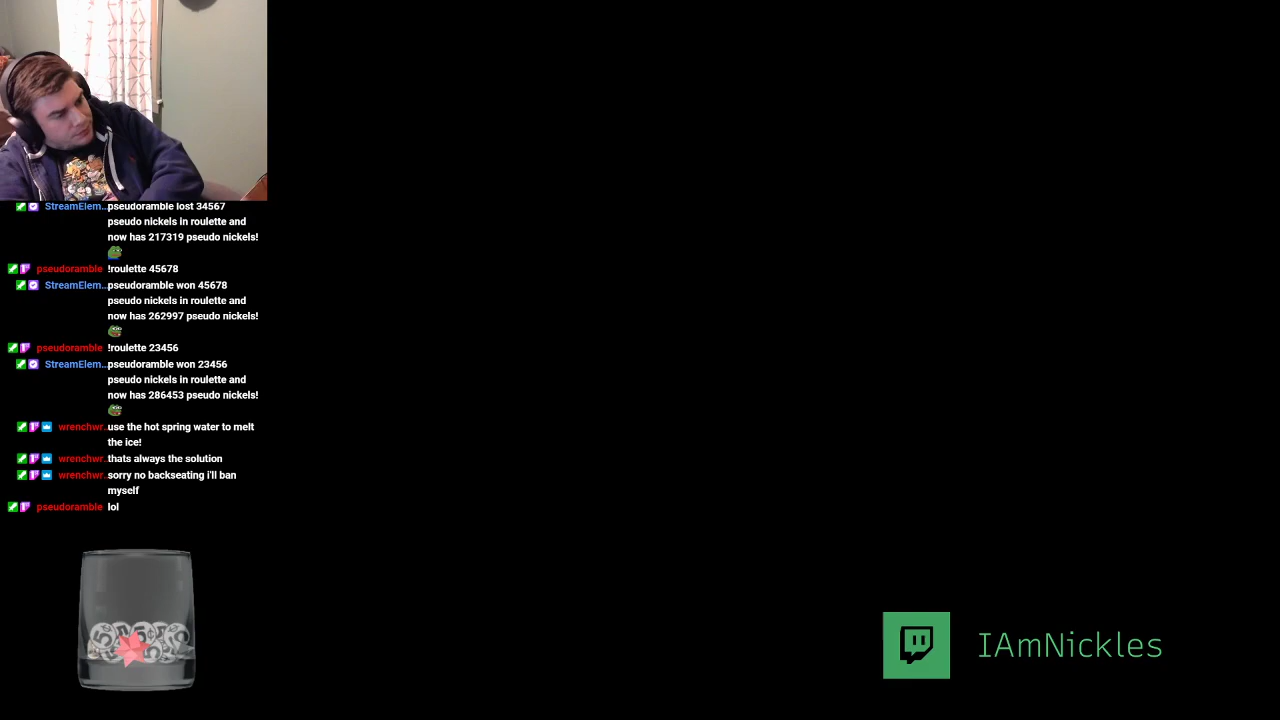 StreamElem... pseudoramble lost 34567
pseudo nickels in roulette and
now has 217319 pseudo nickels!
pseudoramble !roulette 45678
StreamElem... pseudoramble won 45678
pseudo nickels in roulette and
now has 262997 pseudo nickels!
pseudoramble !roulette 23456
StreamElem... pseudoramble won 23456
pseudo nickels in roulette and
now has 286453 pseudo nickels!
wrenchwr... use the hot spring water to melt
the ice!
wrenchwr... thats always the solution
wrenchwr... sorry no backseating i'll ban
myself
pseudoramble lol
IAmNickles